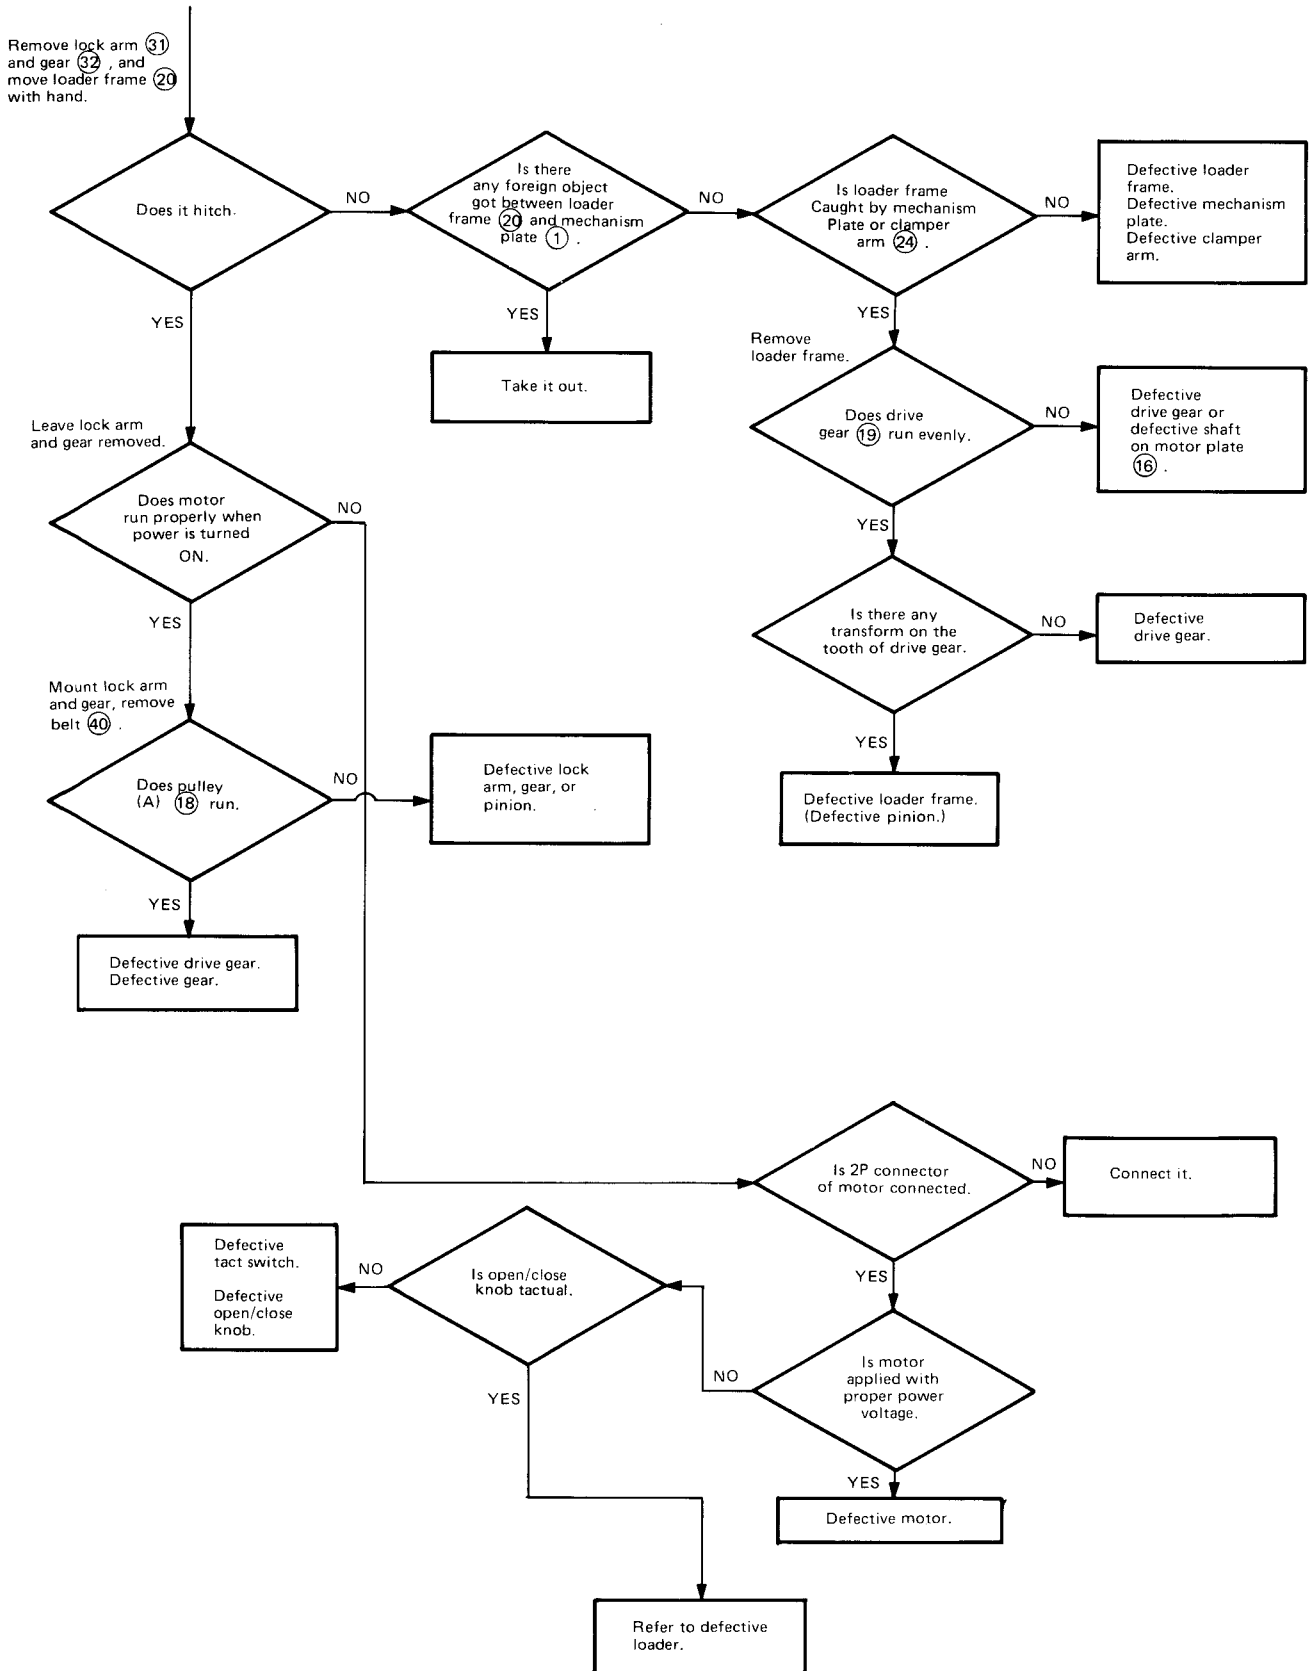 Remove lock arm 31
and gear 32 , and
move loader frame 20
with hand.
Does it hitch.
NO
Is there
any foreign object
got between loader
frame 20 and mechanism
plate 1 .
NO
Is loader frame
Caught by mechanism
Plate or clamper
arm 24 .
NO
Defective loader
frame.
Defective mechanism
plate.
Defective clamper
arm.
YES
YES
YES
Take it out.
Remove
loader frame.
Leave lock arm
and gear removed.
Does drive
gear 19 run evenly.
NO
Defective
drive gear or
defective shaft
on motor plate
16 .
Does motor
run properly when
power is turned
ON.
NO
YES
YES
Is there any
transform on the
tooth of drive gear.
NO
Defective
drive gear.
Mount lock arm
and gear, remove
belt 40 .
Does pulley
(A) 18 run.
NO
Defective lock
arm, gear, or
pinion.
YES
Defective loader frame.
(Defective pinion.)
YES
Defective drive gear.
Defective gear.
Is 2P connector
of motor connected.
NO
Connect it.
Defective
tact switch.
Defective
open/close
knob.
NO
Is open/close
knob tactual.
YES
NO
Is motor
applied with
proper power
voltage.
YES
YES
Defective motor.
Refer to defective
loader.